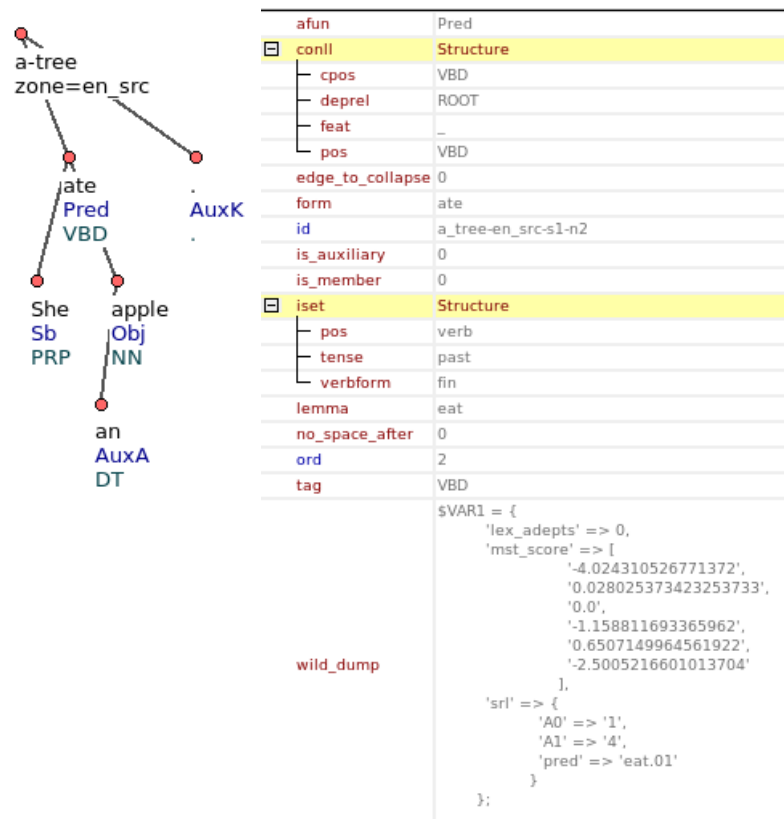 a-tree
zone=en_src
ate
Pred
VBD
.
AuxK
.
She
Sb
PRP
apple
Obj
NN
an
AuxA
DT
afun Pred
conll Structure
cpos VBD
deprel ROOT
feat _
pos VBD
edge_to_collapse 0
form ate
id a_tree-en_src-s1-n2
is_auxiliary 0
is_member 0
iset Structure
pos verb
tense past
verbform fin
lemma eat
no_space_after 0
ord 2
tag VBD
wild_dump
$VAR1 = {
'lex_adepts' => 0,
'mst_score' => [
'-4.0243105266771372',
'0.028025373423253733',
'0.0',
'-1.158811693365962',
'0.6507149964561922',
'-2.5005216601013704'
],
'srl' => {
'A0' => '1',
'A1' => '4',
'pred' => 'eat.01'
}
};